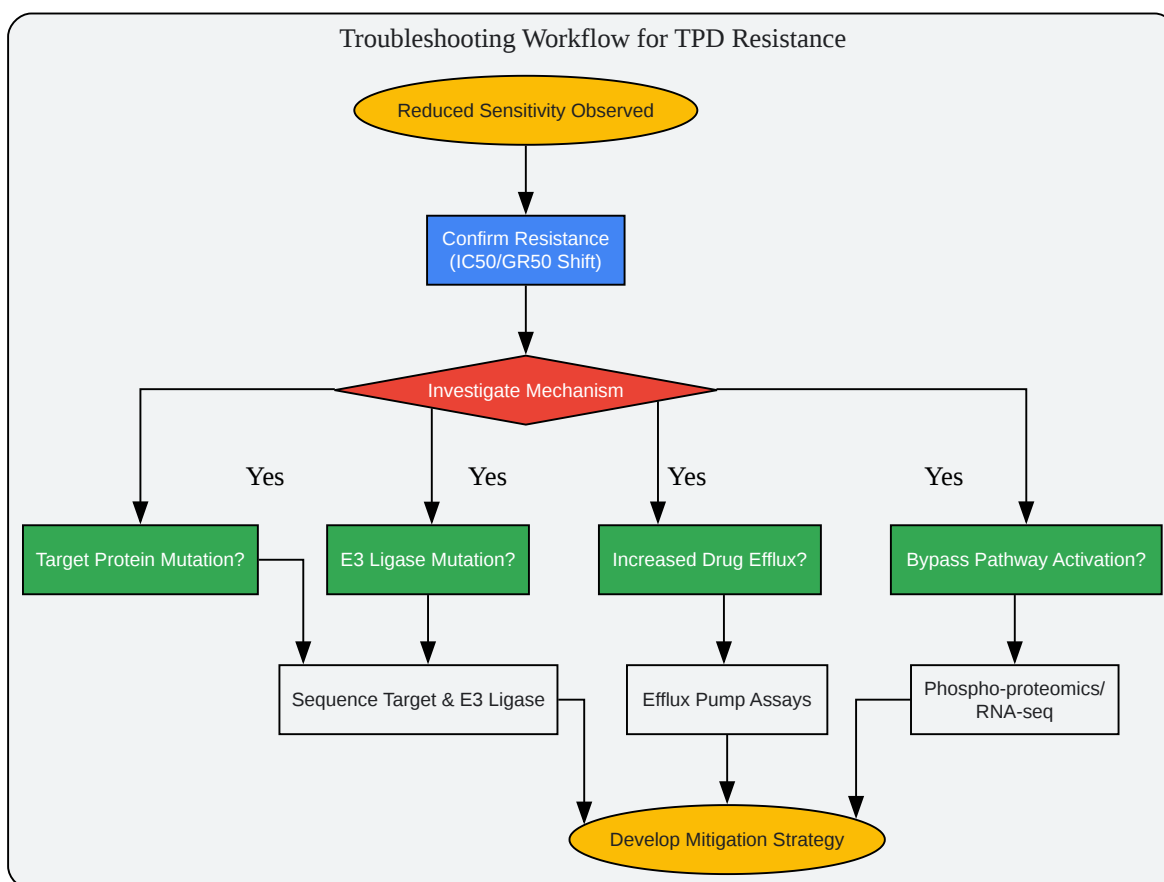 Troubleshooting Workflow for TPD Resistance
Reduced Sensitivity Observed
Confirm Resistance
(IC50/GR50 Shift)
Investigate Mechanism
Yes
Yes
Yes
Yes
Target Protein Mutation?
E3 Ligase Mutation?
Increased Drug Efflux?
Bypass Pathway Activation?
Sequence Target & E3 Ligase
Efflux Pump Assays
Phospho-proteomics/
RNA-seq
Develop Mitigation Strategy